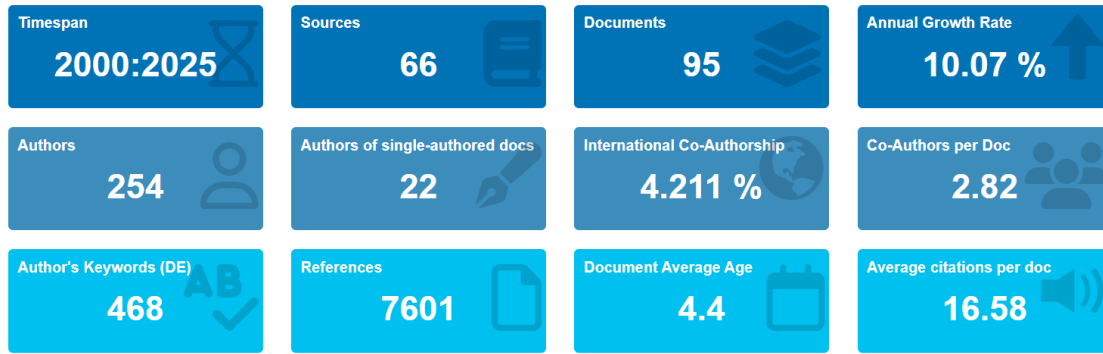 Timespan
2000:2025
Sources
66
Documents
95
Annual Growth Rate
10.07 %
Authors
254
Authors of single-authored docs
22
International Co-Authorship
4.211 %
Co-Authors per Doc
2.82
Author's Keywords (DE)
468
AB
References
7601
Document Average Age
4.4
Average citations per doc
16.58